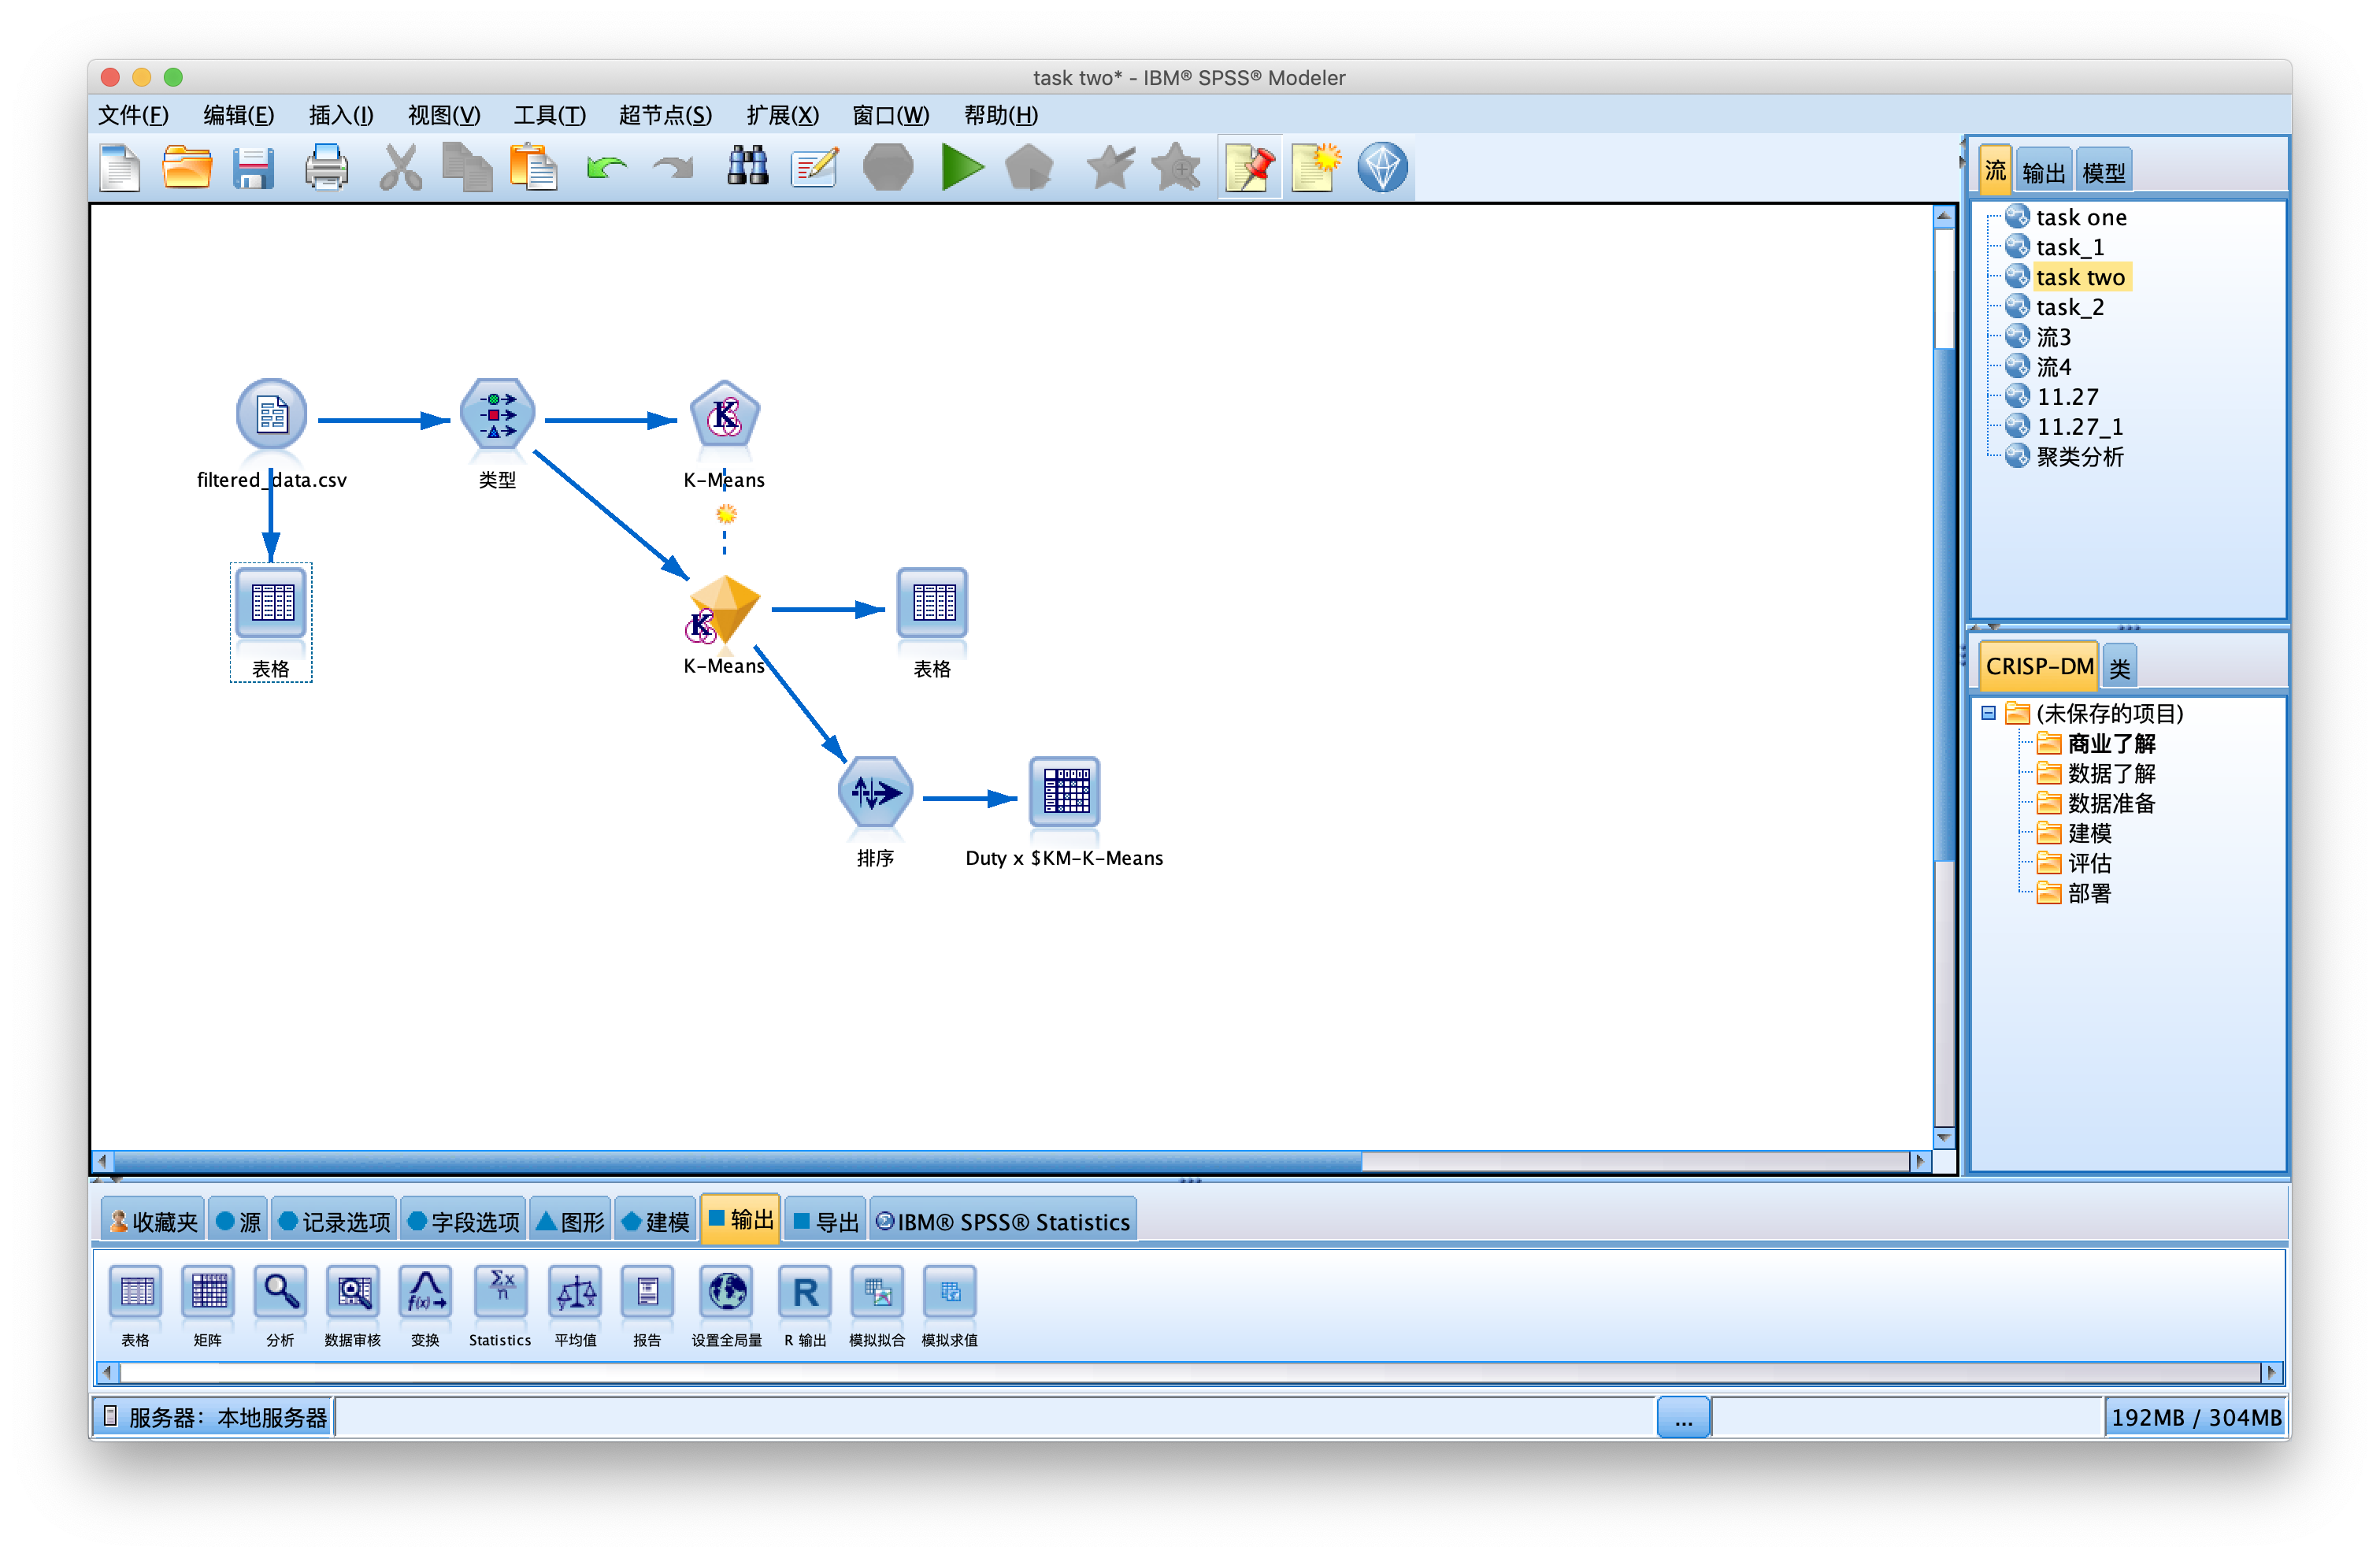 task two* - IBM® SPSS® Modeler
文件(F) 编辑(E) 插入(I) 视图(V) 工具(T) 超节点(S) 扩展(X) 窗口(W) 帮助(H)
流 输出 模型
task one
task_1
task two
task_2
流3
流4
11.27
11.27_1
聚类分析
filtered_data.csv
类型
K-Means
表格
K-Means
表格
排序
Duty x $KM-K-Means
CRISP-DM 类
(未保存的项目)
商业了解
数据了解
数据准备
建模
评估
部署
收藏夹 源 记录选项 字段选项 图形 建模 输出 导出 IBM® SPSS® Statistics
表格 矩阵 分析 数据审核 变换 Statistics 平均值 报告 设置全局量 R 输出 模拟拟合 模拟求值
服务器：本地服务器
...
192MB / 304MB